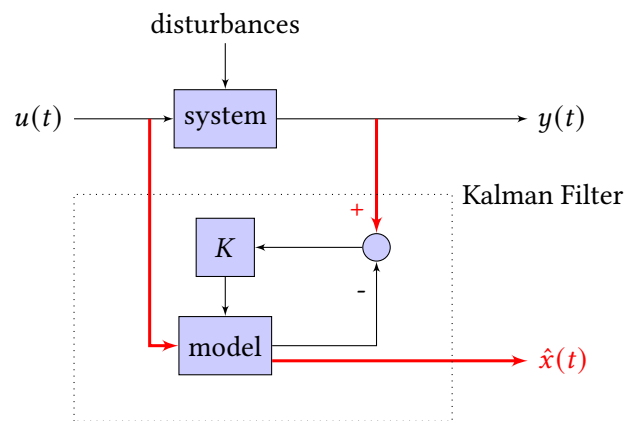 disturbances
u(t)
system
y(t)
Kalman Filter
+
K
-
model
x̂(t)